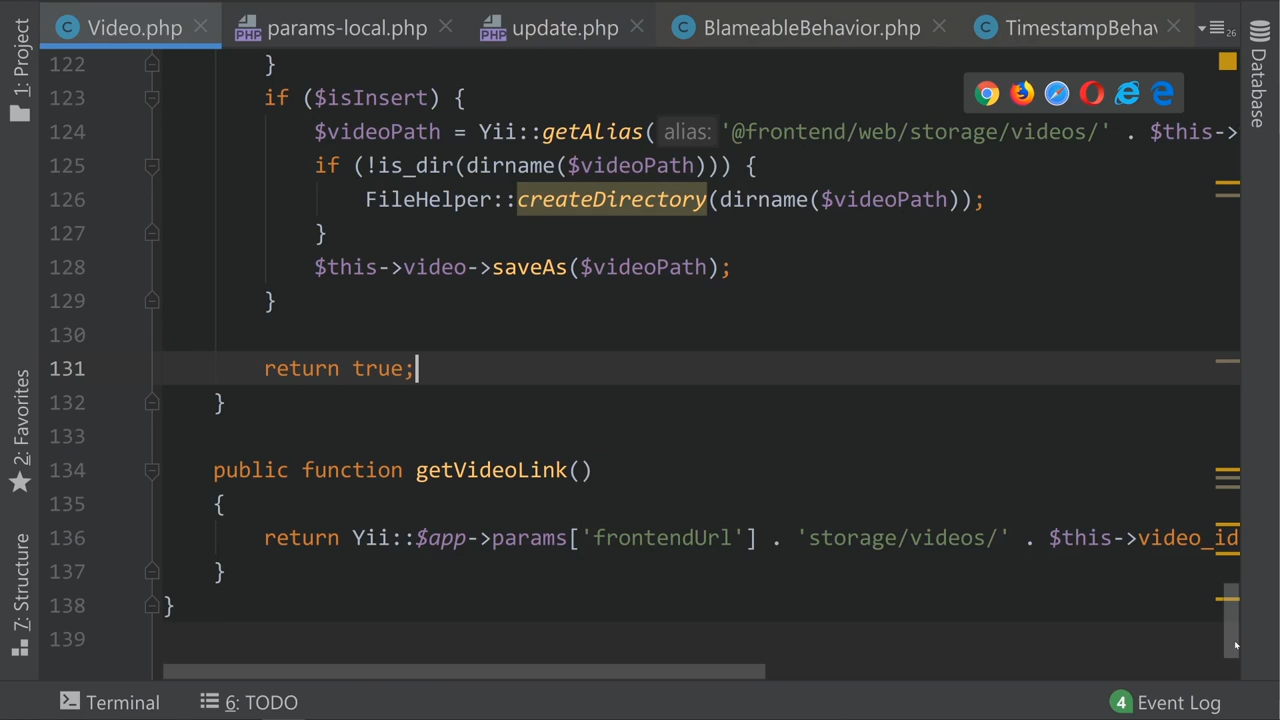 Video.php
params-local.php
update.php
BlameableBehavior.php
TimestampBehav
26
1: Project
2: Favorites
7: Structure
Database
122 }
123 if ($isInsert) {
124 $videoPath = Yii::getAlias( alias: '@frontend/web/storage/videos/' . $this->
125 if (!is_dir(dirname($videoPath))) {
126 FileHelper::createDirectory(dirname($videoPath));
127 }
128 $this->video->saveAs($videoPath);
129 }
130
131 return true;
132 }
133
134 public function getVideoLink()
135 {
136 return Yii::$app->params['frontendUrl'] . 'storage/videos/' . $this->video_id
137 }
138 }
139
Terminal
6: TODO
4 Event Log